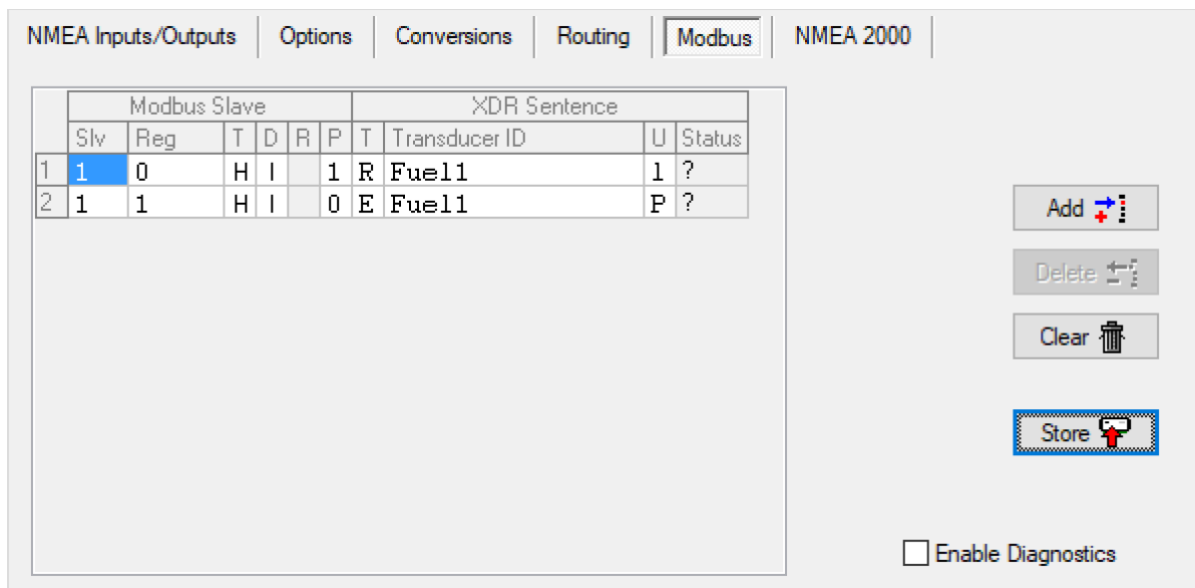 NMEA Inputs/Outputs Options Conversions Routing Modbus NMEA 2000
Modbus Slave XDR Sentence
Slv Reg T D R P T Transducer ID U Status
1 1 0 H I 1 R Fuel1 l ?
2 1 1 H I 0 E Fuel1 P ?
Add
Delete
Clear
Store
Enable Diagnostics